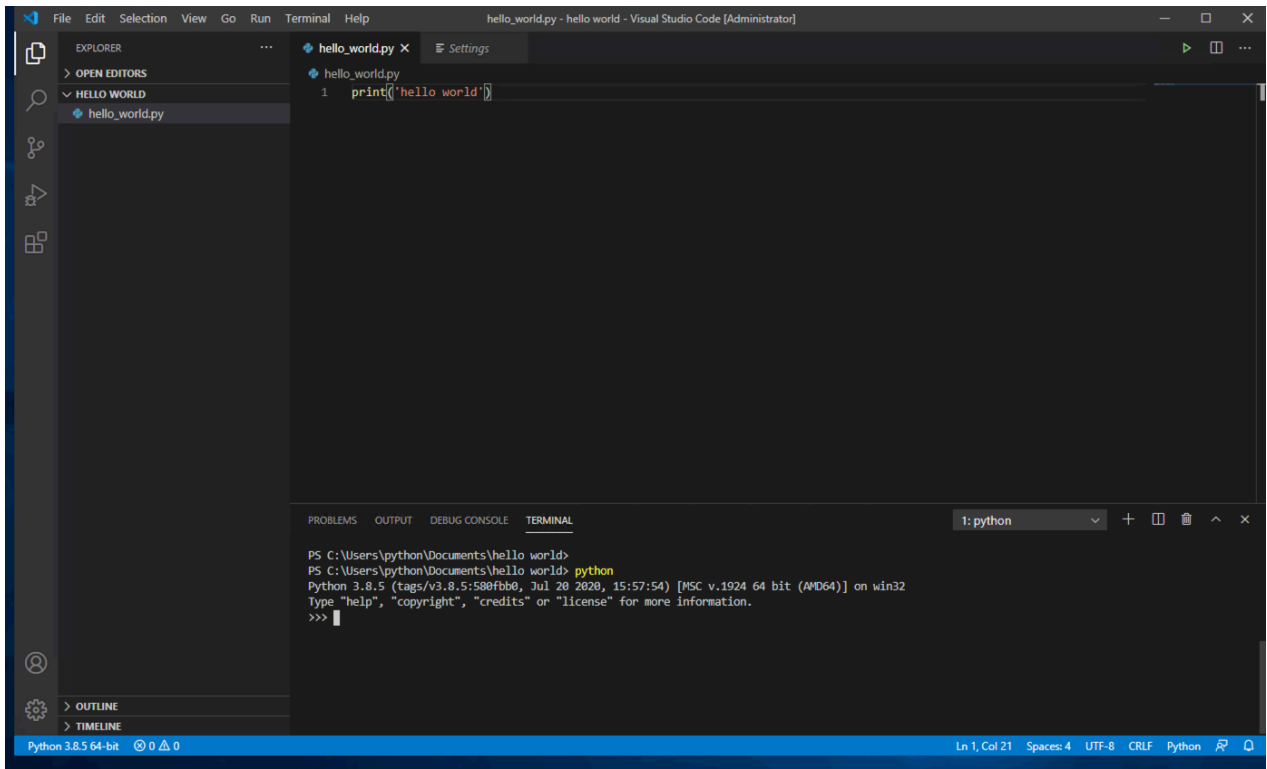 File Edit Selection View Go Run Terminal Help hello_world.py - hello world - Visual Studio Code [Administrator]
EXPLORER
OPEN EDITORS
HELLO WORLD
hello_world.py
hello_world.py Settings
hello_world.py
1 print('hello world')
PROBLEMS OUTPUT DEBUG CONSOLE TERMINAL 1: python
PS C:\Users\python\Documents\hello world>
PS C:\Users\python\Documents\hello world> python
Python 3.8.5 (tags/v3.8.5:580fbb0, Jul 20 2020, 15:57:54) [MSC v.1924 64 bit (AMD64)] on win32
Type "help", "copyright", "credits" or "license" for more information.
>>>
OUTLINE
TIMELINE
Python 3.8.5 64-bit 0 0 Ln 1, Col 21 Spaces: 4 UTF-8 CRLF Python